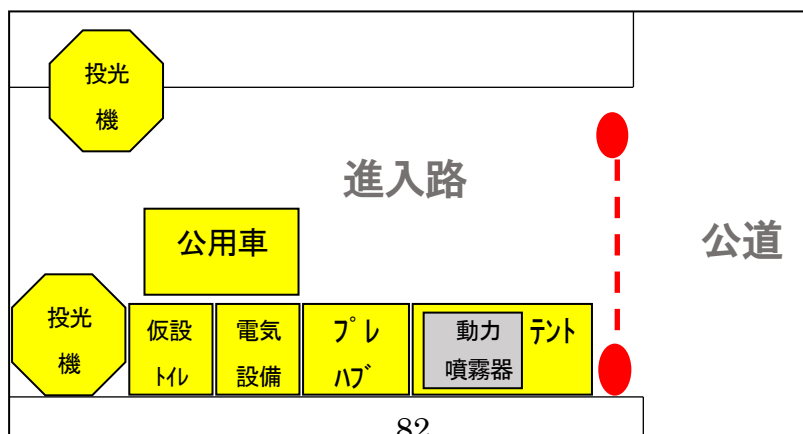 投光
機
進入路
公道
公用車
投光
機
仮設
ﾄｲﾚ
電気
設備
ﾌﾟﾚ
ﾊﾌﾞ
動力
噴霧器
ﾃﾝﾄ
82